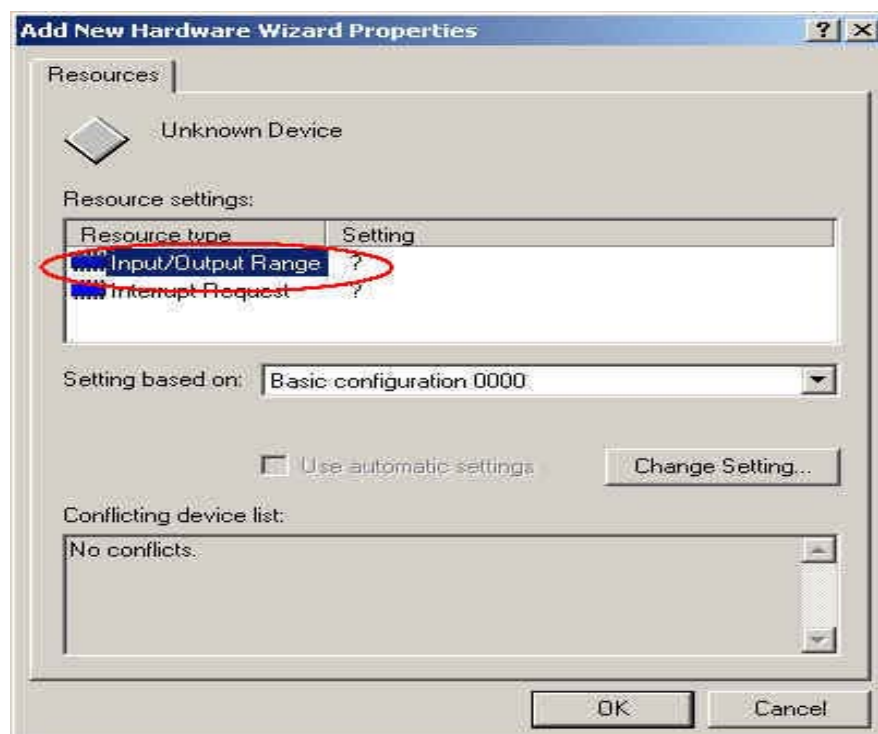 Add New Hardware Wizard Properties
Resources
Unknown Device
Resource settings:
Resource type Setting
Input/Output Range ?
Interrupt Request ?
Setting based on: Basic configuration 0000
Use automatic settings Change Setting...
Conflicting device list:
No conflicts.
OK Cancel